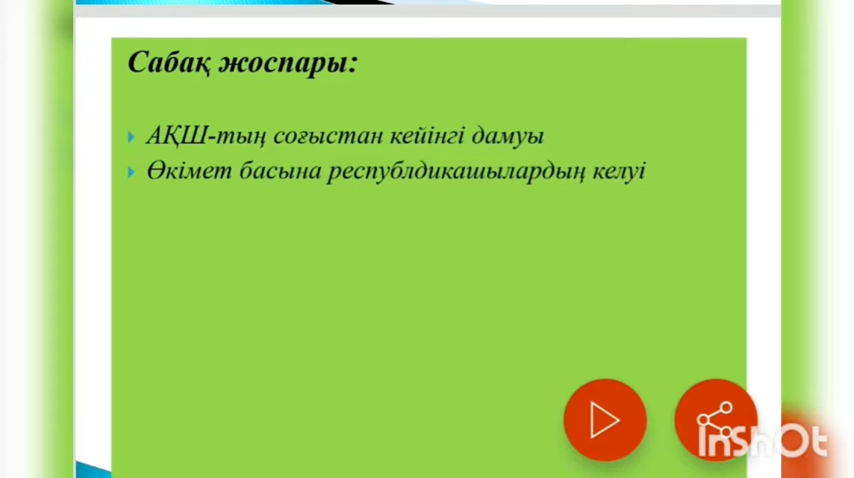 Сабақ жоспары:
АҚШ-тың соғыстан кейінгі дамуы
Өкімет басына республдикашылардың келуі
InShOt